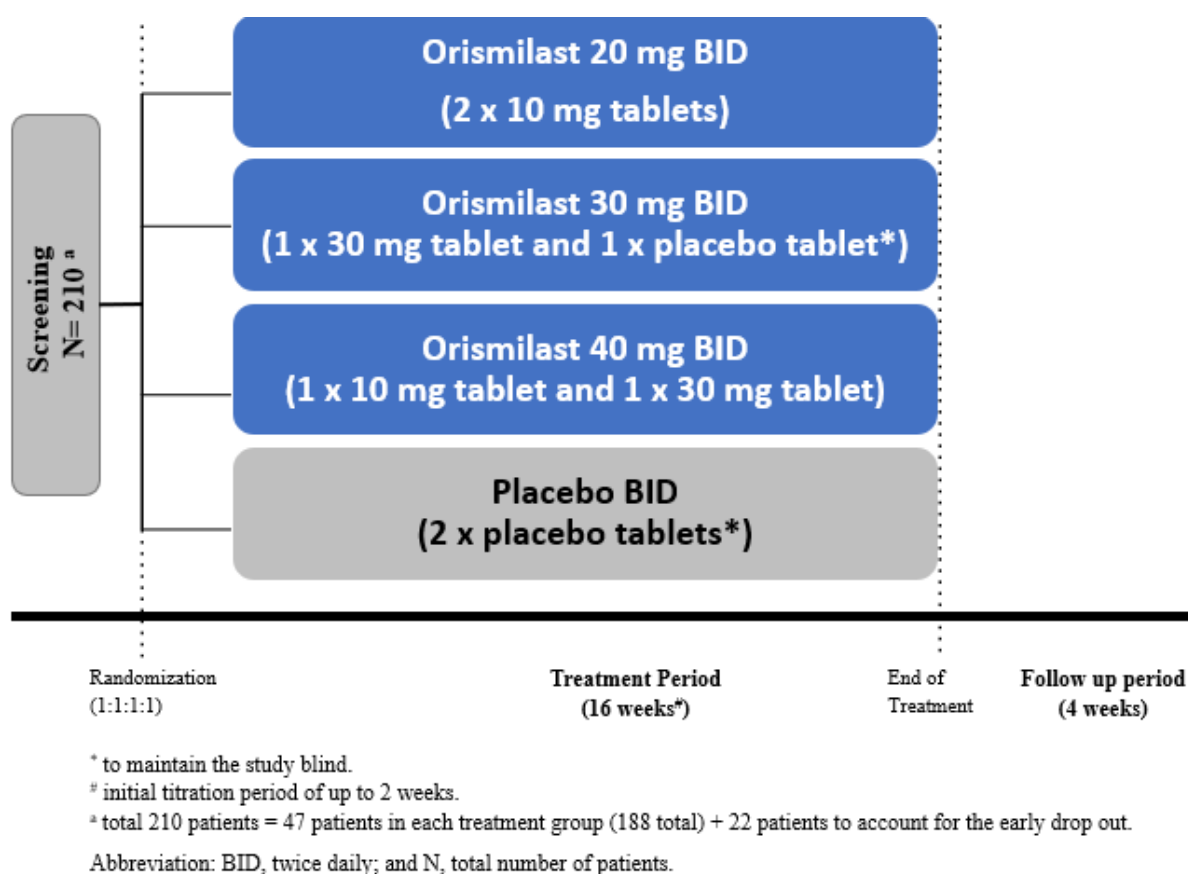 Screening
N= 210 a
Orismilast 20 mg BID
(2 x 10 mg tablets)
Orismilast 30 mg BID
(1 x 30 mg tablet and 1 x placebo tablet*)
Orismilast 40 mg BID
(1 x 10 mg tablet and 1 x 30 mg tablet)
Placebo BID
(2 x placebo tablets*)
Randomization
(1:1:1:1)
Treatment Period
(16 weeks#)
End of
Treatment
Follow up period
(4 weeks)
* to maintain the study blind.
# initial titration period of up to 2 weeks.
a total 210 patients = 47 patients in each treatment group (188 total) + 22 patients to account for the early drop out.
Abbreviation: BID, twice daily; and N, total number of patients.